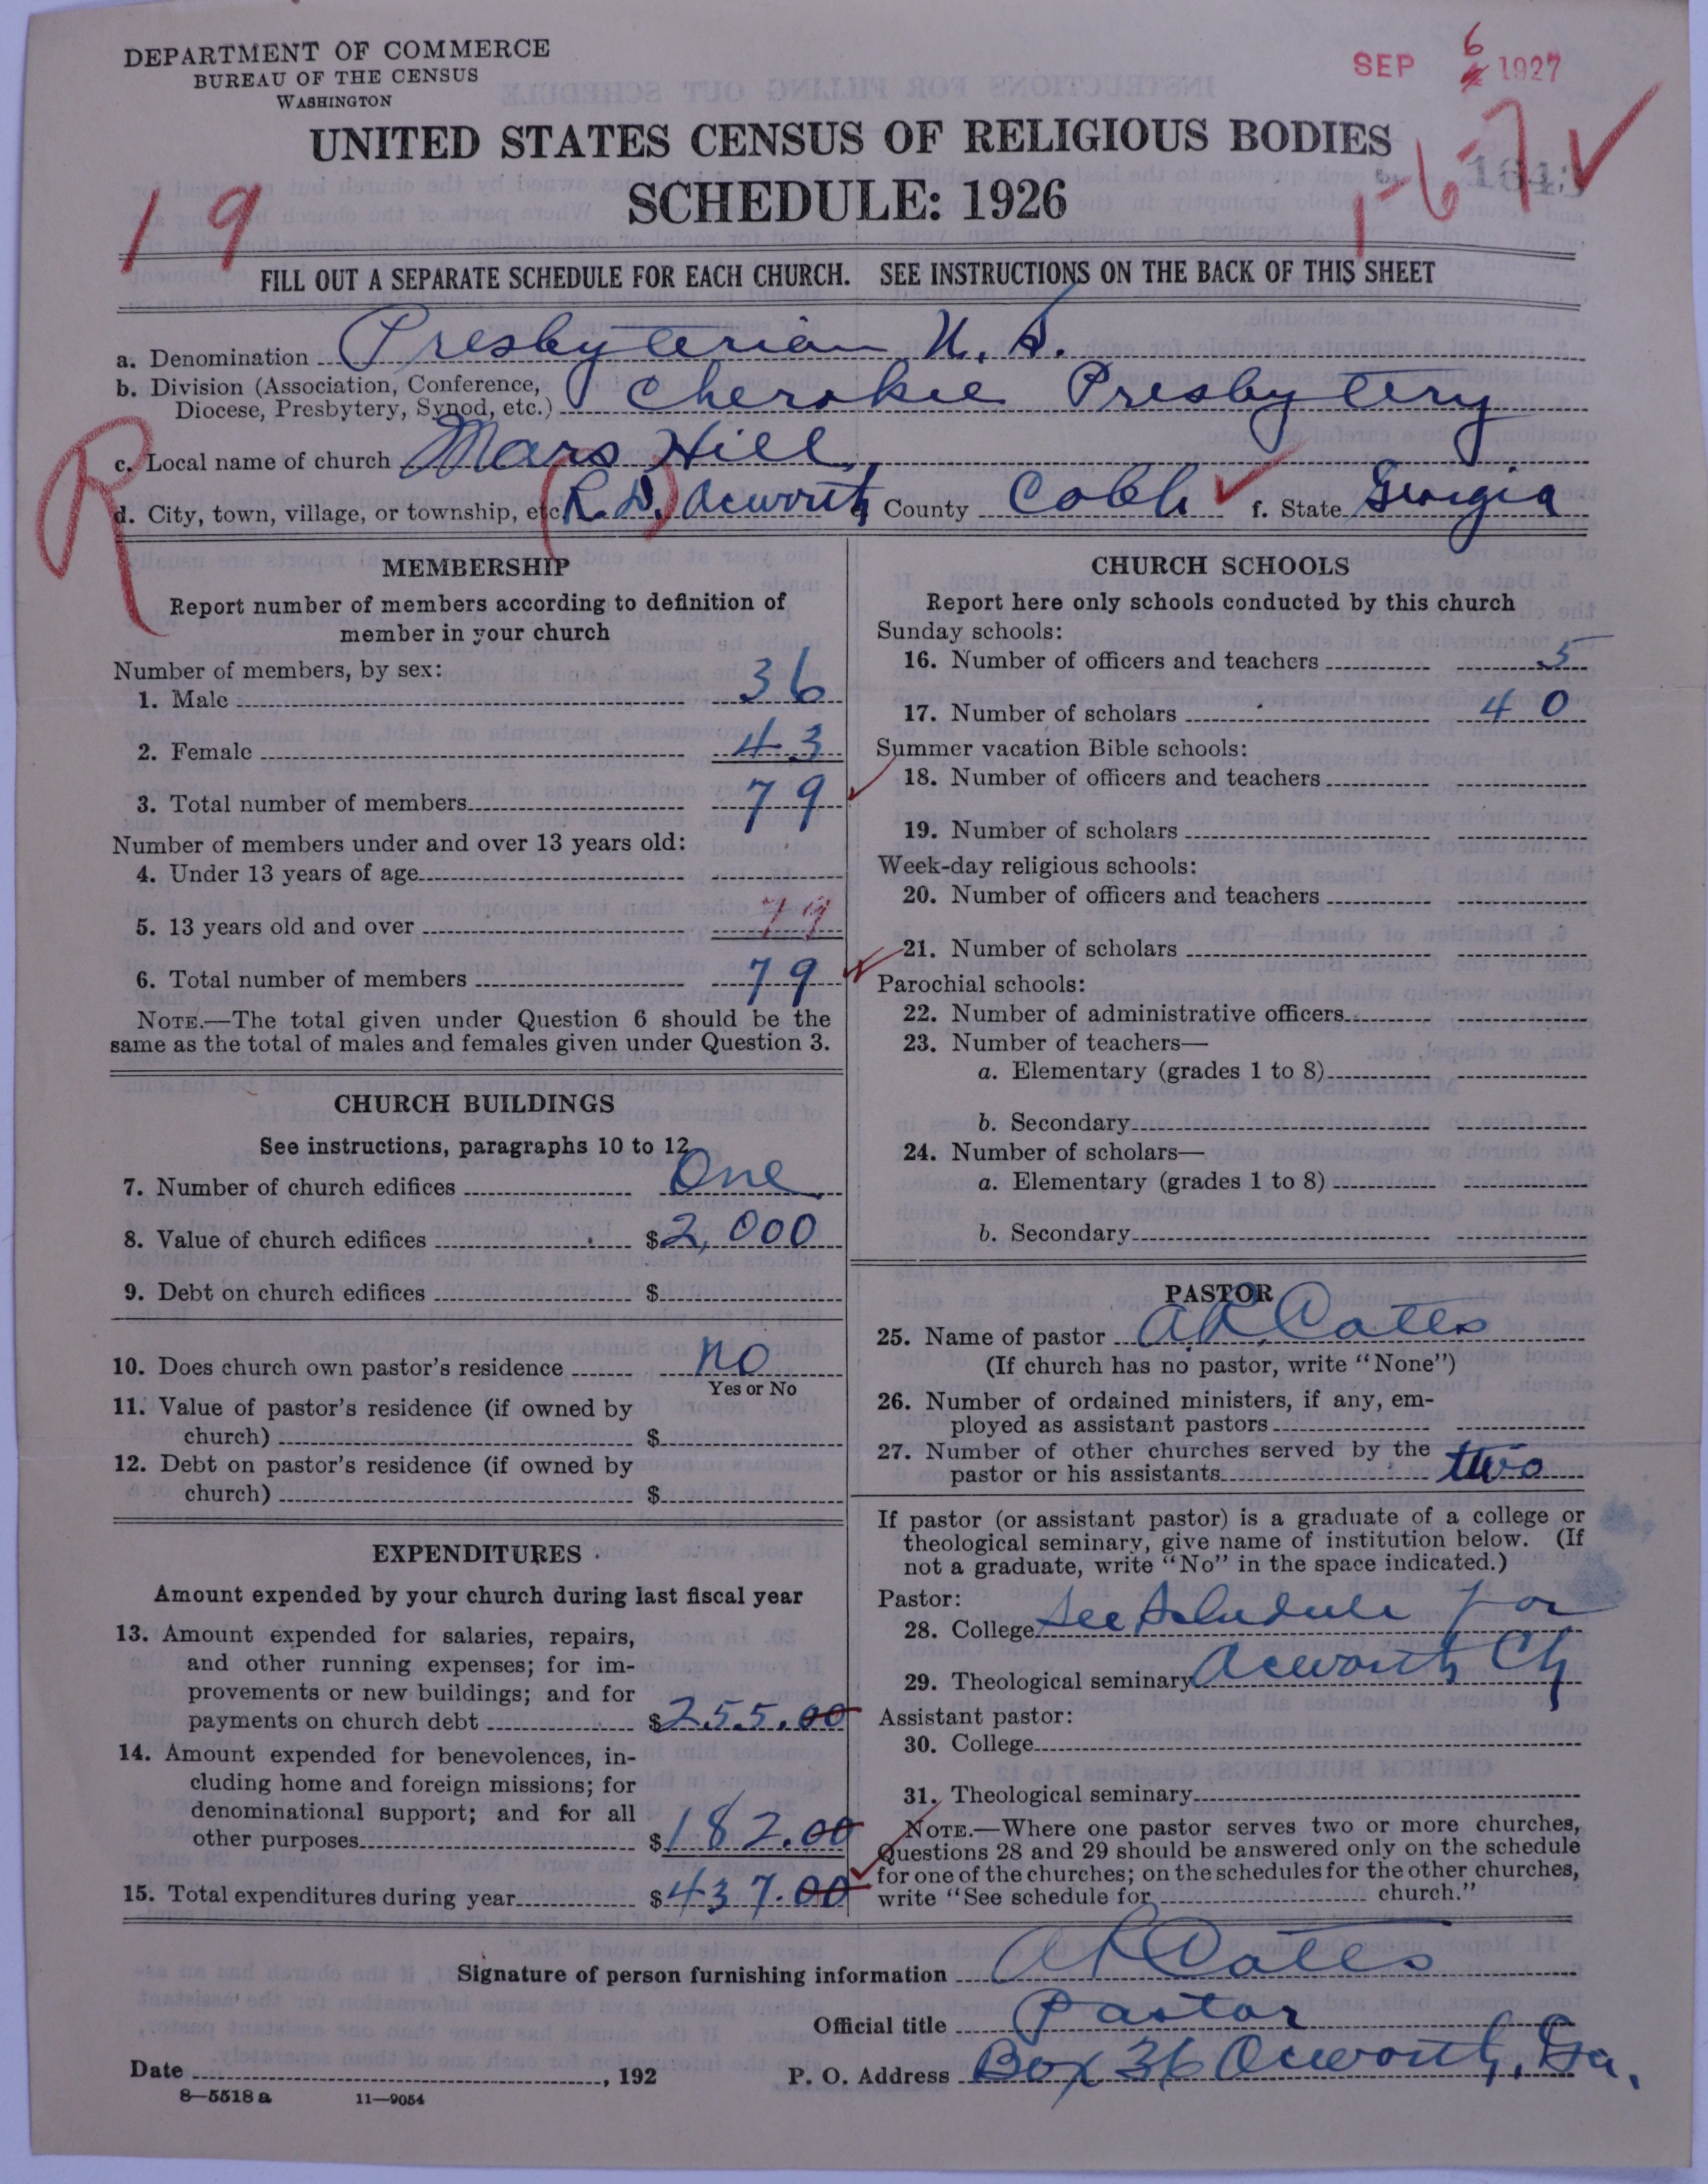 DEPARTMENT OF COMMERCE
BUREAU OF THE CENSUS
WASHINGTON
SEP 6 1927
UNITED STATES CENSUS OF RELIGIOUS BODIES
SCHEDULE: 1926
19
1-6-7
FILL OUT A SEPARATE SCHEDULE FOR EACH CHURCH. SEE INSTRUCTIONS ON THE BACK OF THIS SHEET
a. Denomination Presbyterian U. S.
b. Division (Association, Conference, Diocese, Presbytery, Synod, etc.) Cherokee Presbytery
R
c. Local name of church Mars Hill
d. City, town, village, or township, etc. (R. D.) Acworth e. County Cobb f. State Georgia
MEMBERSHIP
Report number of members according to definition of
member in your church
Number of members, by sex:
1. Male 36
2. Female 43
3. Total number of members 79
Number of members under and over 13 years old:
4. Under 13 years of age
5. 13 years old and over 79
6. Total number of members 79
NOTE.—The total given under Question 6 should be the
same as the total of males and females given under Question 3.
CHURCH BUILDINGS
See instructions, paragraphs 10 to 12
7. Number of church edifices One
8. Value of church edifices $2,000
9. Debt on church edifices $
10. Does church own pastor's residence no
Yes or No
11. Value of pastor's residence (if owned by
church) $
12. Debt on pastor's residence (if owned by
church) $
EXPENDITURES
Amount expended by your church during last fiscal year
13. Amount expended for salaries, repairs,
and other running expenses; for im-
provements or new buildings; and for
payments on church debt $255.00
14. Amount expended for benevolences, in-
cluding home and foreign missions; for
denominational support; and for all
other purposes $182.00
15. Total expenditures during year $437.00
CHURCH SCHOOLS
Report here only schools conducted by this church
Sunday schools:
16. Number of officers and teachers 5
17. Number of scholars 40
Summer vacation Bible schools:
18. Number of officers and teachers
19. Number of scholars
Week-day religious schools:
20. Number of officers and teachers
21. Number of scholars
Parochial schools:
22. Number of administrative officers
23. Number of teachers—
a. Elementary (grades 1 to 8)
b. Secondary
24. Number of scholars—
a. Elementary (grades 1 to 8)
b. Secondary
PASTOR
25. Name of pastor A R Cates
(If church has no pastor, write "None")
26. Number of ordained ministers, if any, em-
ployed as assistant pastors
27. Number of other churches served by the
pastor or his assistants two
If pastor (or assistant pastor) is a graduate of a college or
theological seminary, give name of institution below. (If
not a graduate, write "No" in the space indicated.)
Pastor:
28. College See Schedule for
29. Theological seminary Acworth Ch
Assistant pastor:
30. College
31. Theological seminary
NOTE.—Where one pastor serves two or more churches,
Questions 28 and 29 should be answered only on the schedule
for one of the churches; on the schedules for the other churches,
write "See schedule for church."
Signature of person furnishing information A R Cates
Official title Pastor
Date , 192
P. O. Address Box 36 Acworth, Ga.
8—5518 a 11—9054